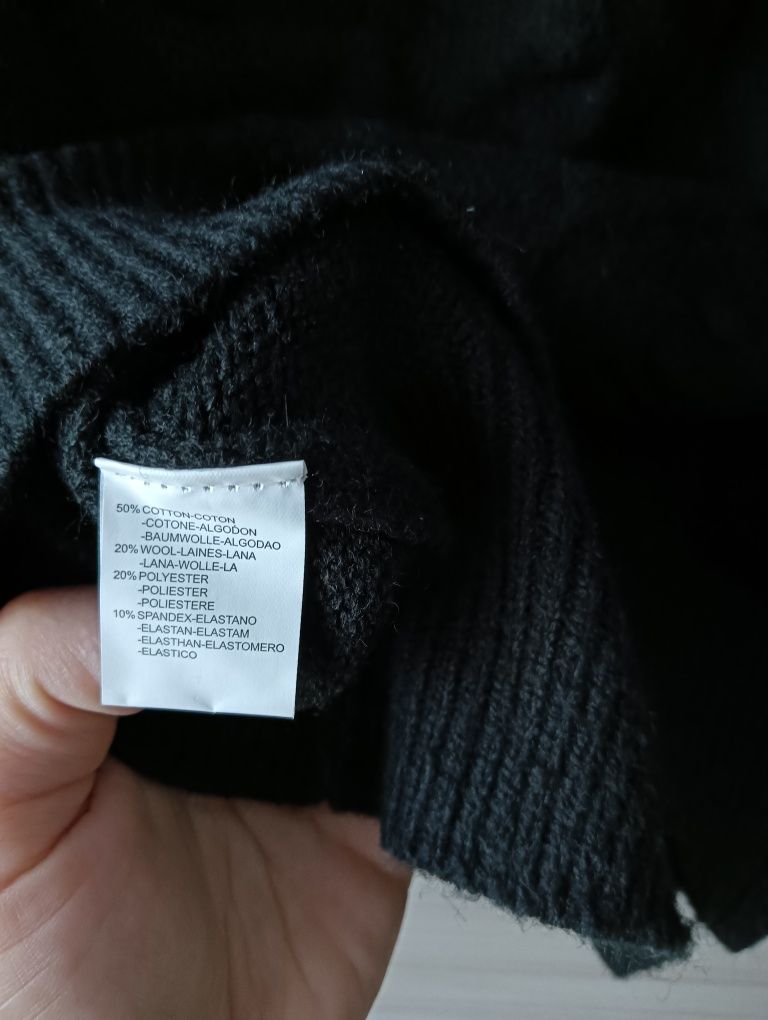 50% COTTON-COTON
-COTONE-ALGODON
-BAUMWOLLE-ALGODAO
20% WOOL-LAINES-LANA
-LANA-WOLLE-LA
20% POLYESTER
-POLIESTER
-POLIESTERE
10% SPANDEX-ELASTANO
-ELASTAN-ELASTAM
-ELASTHAN-ELASTOMERO
-ELASTICO